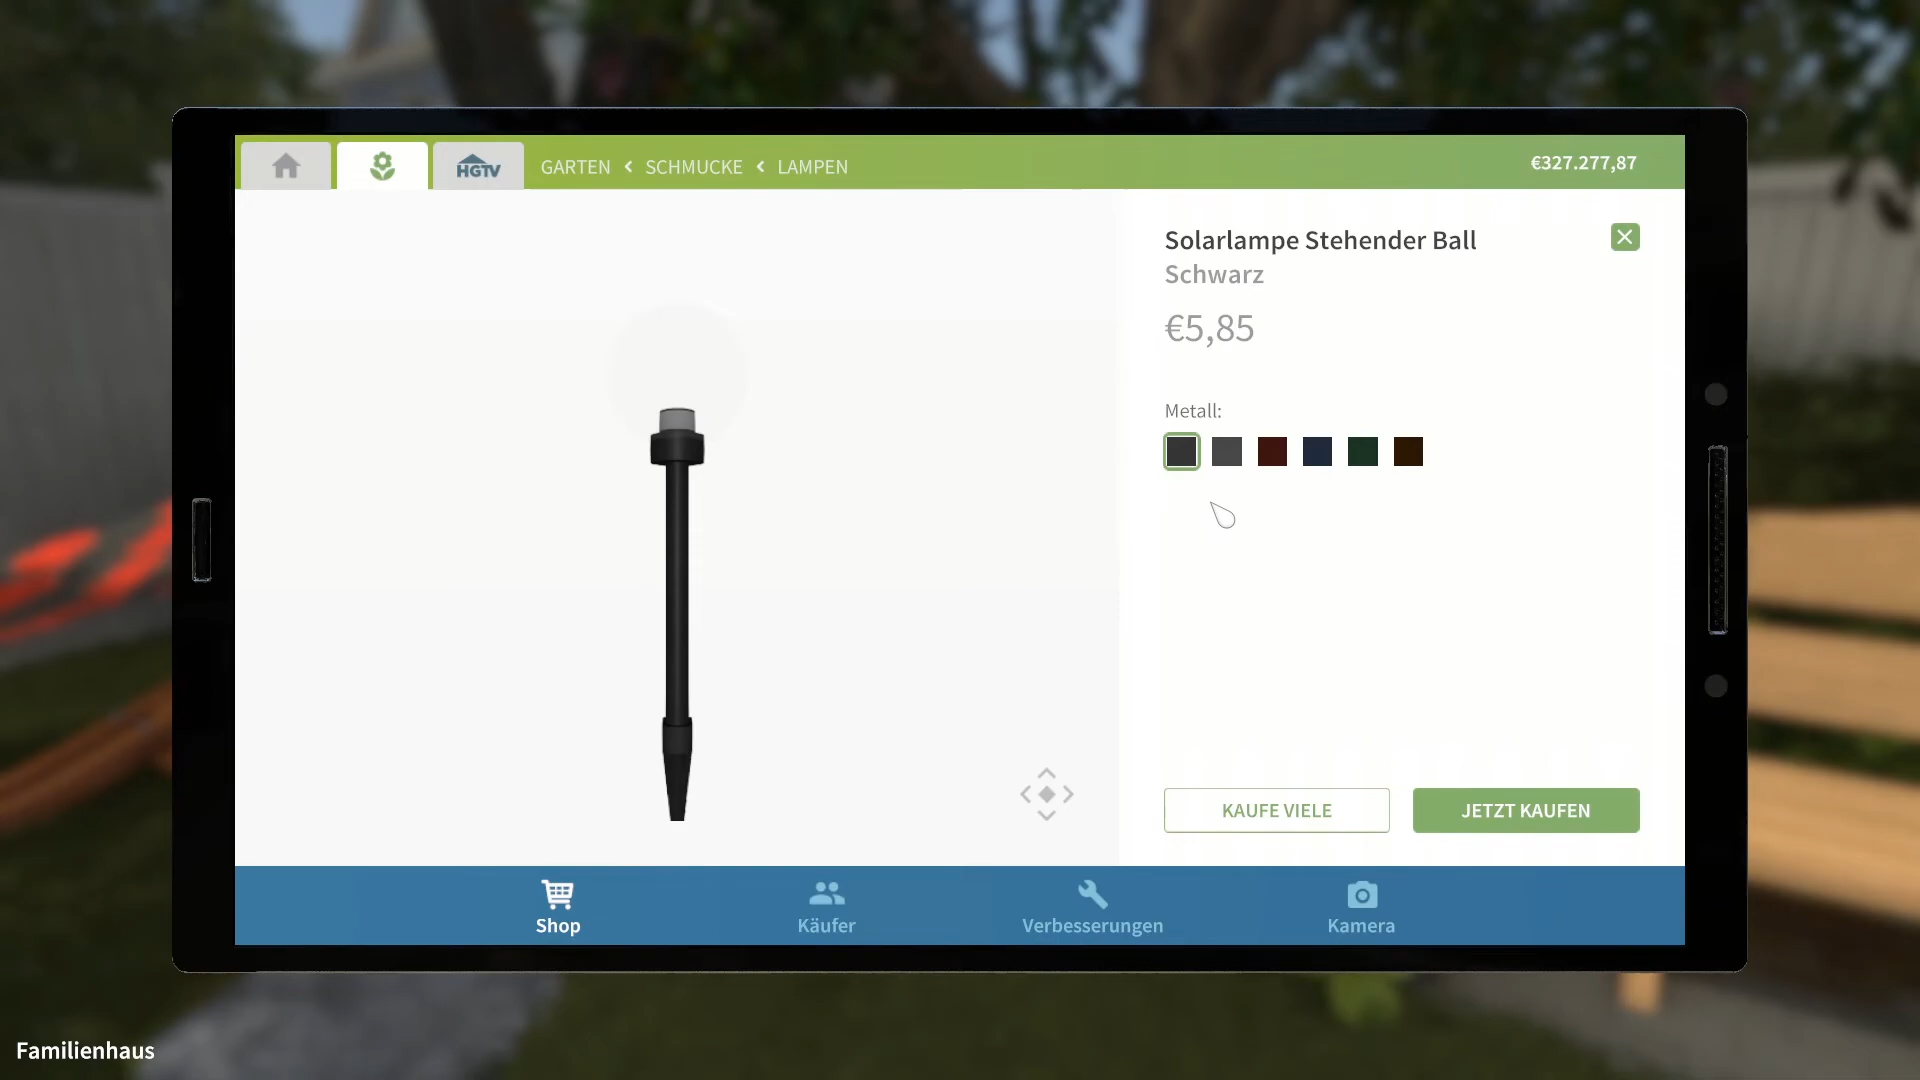 HGTV
GARTEN < SCHMUCKE < LAMPEN
€327.277,87
Solarlampe Stehender Ball
Schwarz
€5,85
Metall:
KAUFE VIELE
JETZT KAUFEN
Shop
Käufer
Verbesserungen
Kamera
Familienhaus